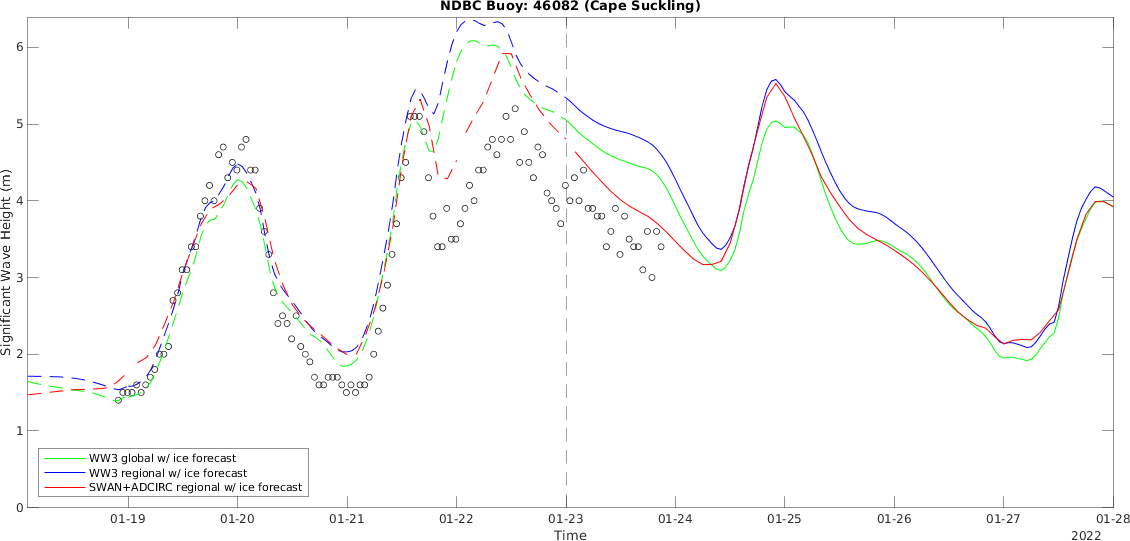 NDBC Buoy: 46082 (Cape Suckling)
Significant Wave Height (m)
6
5
4
3
2
1
0
WW3 global w/ ice forecast
WW3 regional w/ ice forecast
SWAN+ADCIRC regional w/ ice forecast
01-19 01-20 01-21 01-22 01-23 01-24 01-25 01-26 01-27 01-28
Time
2022